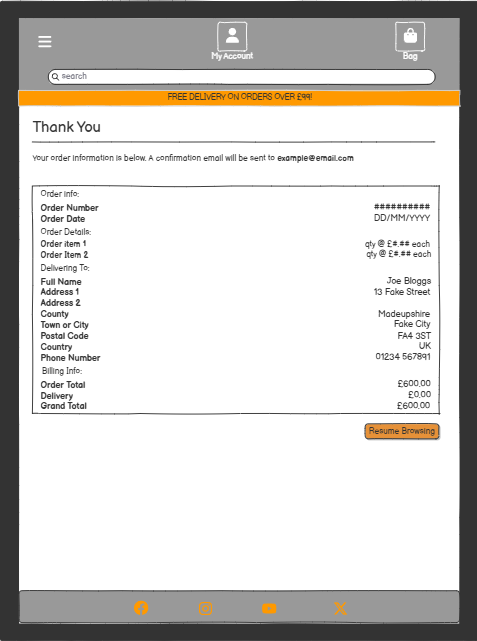 My Account
Bag
search
FREE DELIVERY ON ORDERS OVER £99!
Thank You
Your order information is below. A confirmation email will be sent to example@email.com
Order info:
Order Number ##########
Order Date DD/MM/YYYY
Order Details:
Order item 1 qty @ £#.## each
Order Item 2 qty @ £#.## each
Delivering To:
Full Name Joe Bloggs
Address 1 13 Fake Street
Address 2
County Madeupshire
Town or City Fake City
Postal Code FA4 3ST
Country UK
Phone Number 01234 567891
Billing Info:
Order Total £600.00
Delivery £0.00
Grand Total £600.00
Resume Browsing